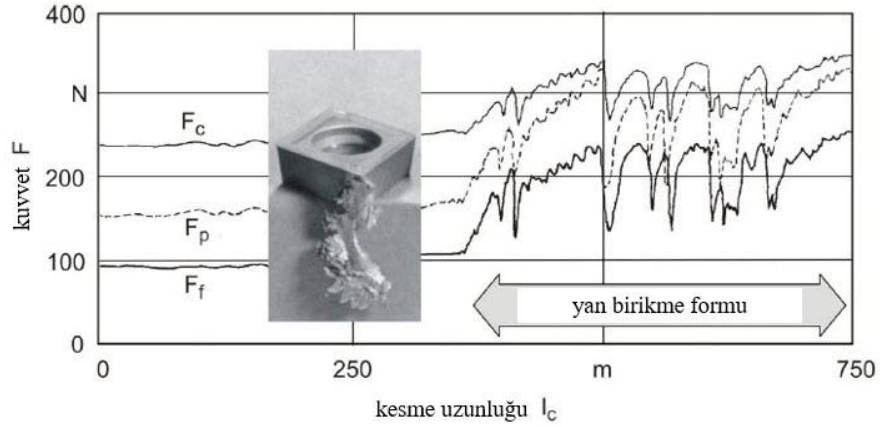 400
N
200
100
0
kuvvet F
F_c
F_p
F_f
yan birikme formu
0
250
m
750
kesme uzunluğu l_c